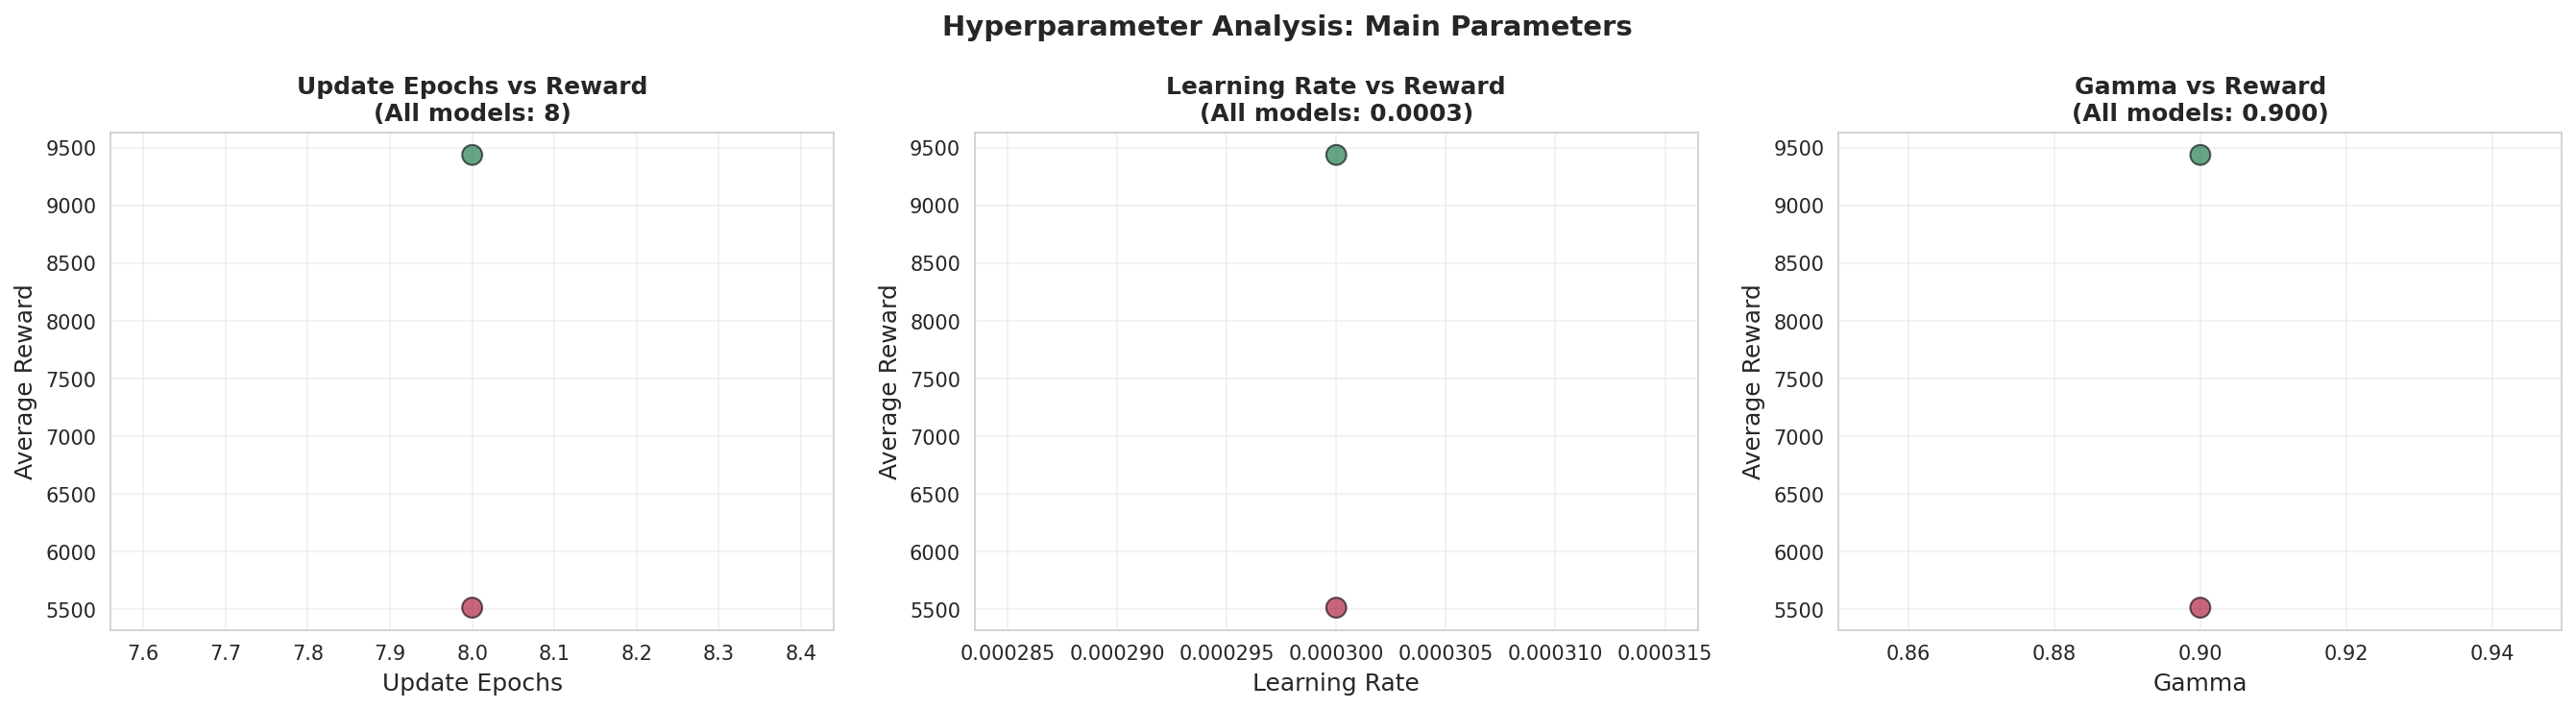 Hyperparameter Analysis: Main Parameters
Update Epochs vs Reward
(All models: 8)
Average Reward
9500
9000
8500
8000
7500
7000
6500
6000
5500
7.6 7.7 7.8 7.9 8.0 8.1 8.2 8.3 8.4
Update Epochs
Learning Rate vs Reward
(All models: 0.0003)
Average Reward
9500
9000
8500
8000
7500
7000
6500
6000
5500
0.000285 0.000290 0.000295 0.000300 0.000305 0.000310 0.000315
Learning Rate
Gamma vs Reward
(All models: 0.900)
Average Reward
9500
9000
8500
8000
7500
7000
6500
6000
5500
0.86 0.88 0.90 0.92 0.94
Gamma